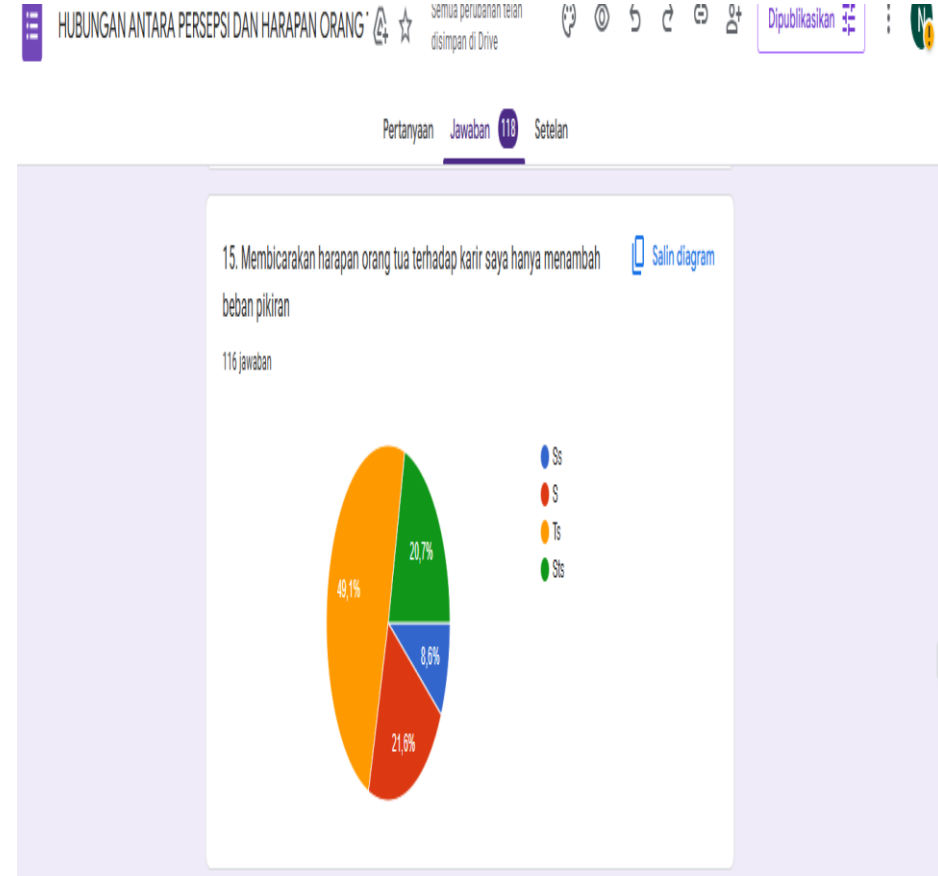 HUBUNGAN ANTARA PERSEPSI DAN HARAPAN ORANG
Semua perubahan telah
disimpan di Drive
Dipublikasikan
N
Pertanyaan Jawaban 118 Setelan
15. Membicarakan harapan orang tua terhadap karir saya hanya menambah
beban pikiran
Salin diagram
116 jawaban
Ss
S
Ts
Sts
20,7%
49,1%
8,6%
21,6%